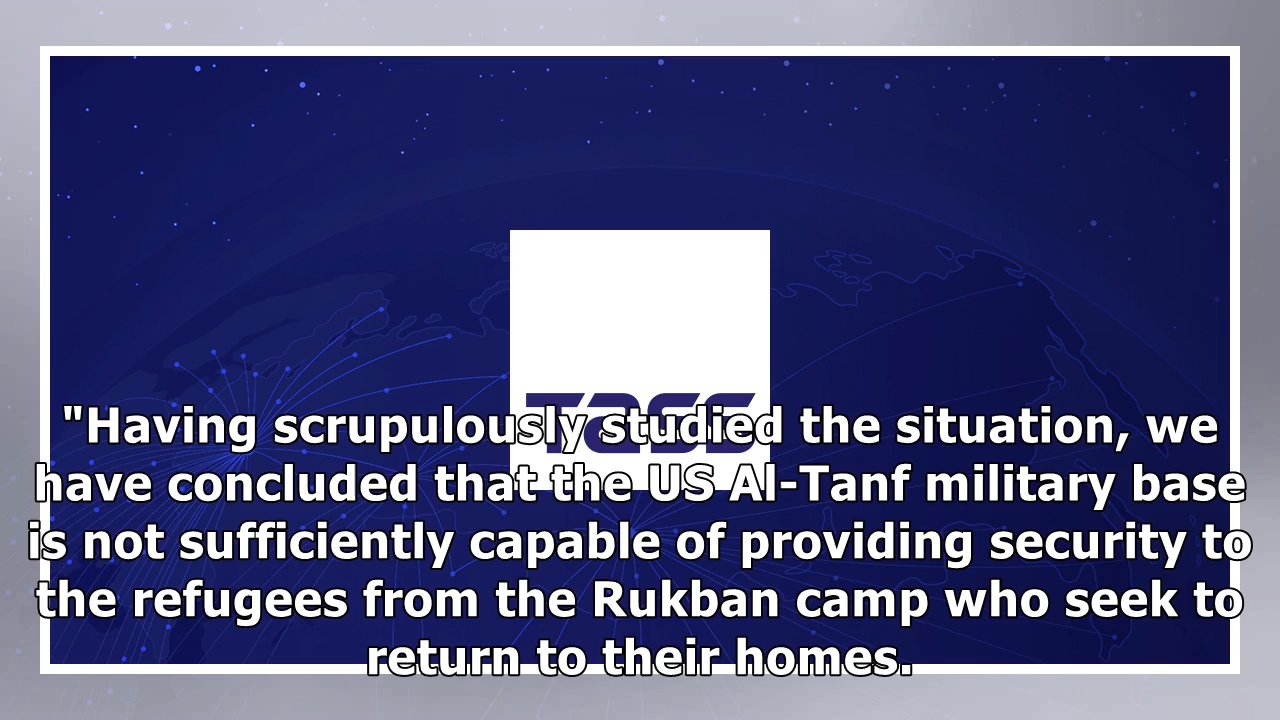 TASS
"Having scrupulously studied the situation, we
have concluded that the US Al-Tanf military base
is not sufficiently capable of providing security to
the refugees from the Rukban camp who seek to
return to their homes.